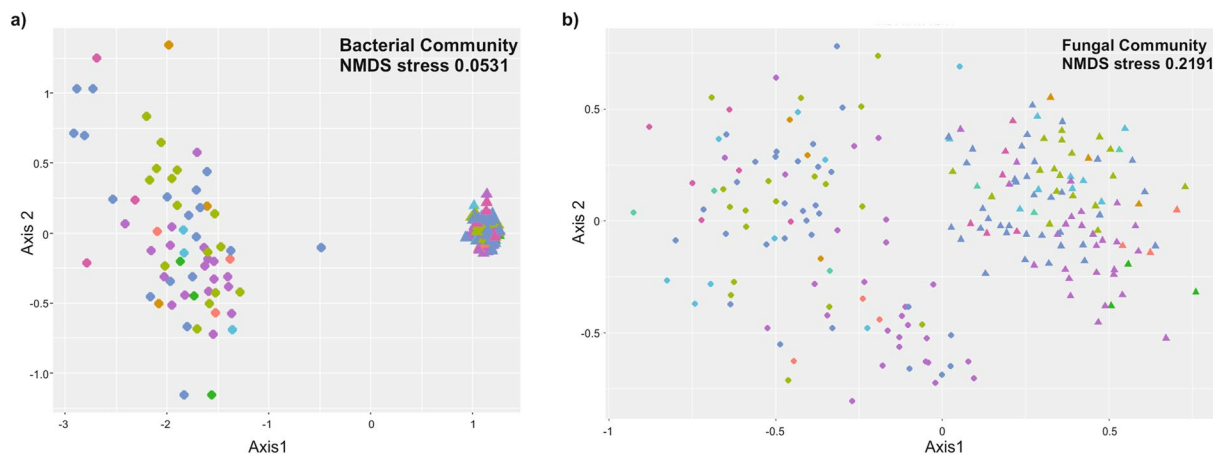 a)
Bacterial Community
NMDS stress 0.0531
1
0.5
0
-0.5
-1.0
Axis 2
-3 -2 -1 0 1
Axis1
b)
Fungal Community
NMDS stress 0.2191
0.5
0
-0.5
Axis 2
-1 -0.5 0 0.5
Axis1